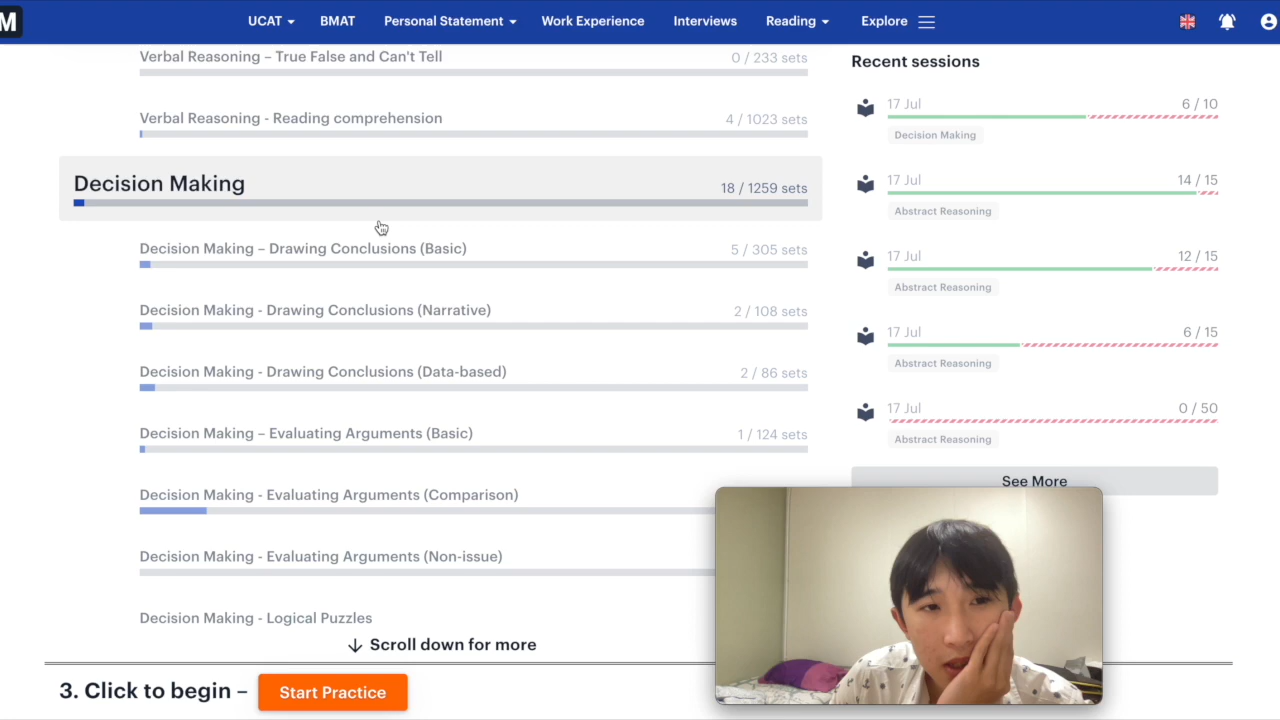 M UCAT BMAT Personal Statement Work Experience Interviews Reading Explore
Verbal Reasoning – True False and Can't Tell 0 / 233 sets
Verbal Reasoning - Reading comprehension 4 / 1023 sets
Decision Making 18 / 1259 sets
Decision Making – Drawing Conclusions (Basic) 5 / 305 sets
Decision Making - Drawing Conclusions (Narrative) 2 / 108 sets
Decision Making - Drawing Conclusions (Data-based) 2 / 86 sets
Decision Making – Evaluating Arguments (Basic) 1 / 124 sets
Decision Making - Evaluating Arguments (Comparison)
Decision Making - Evaluating Arguments (Non-issue)
Decision Making - Logical Puzzles
Scroll down for more
3. Click to begin – Start Practice
Recent sessions
17 Jul 6 / 10
Decision Making
17 Jul 14 / 15
Abstract Reasoning
17 Jul 12 / 15
Abstract Reasoning
17 Jul 6 / 15
Abstract Reasoning
17 Jul 0 / 50
Abstract Reasoning
See More